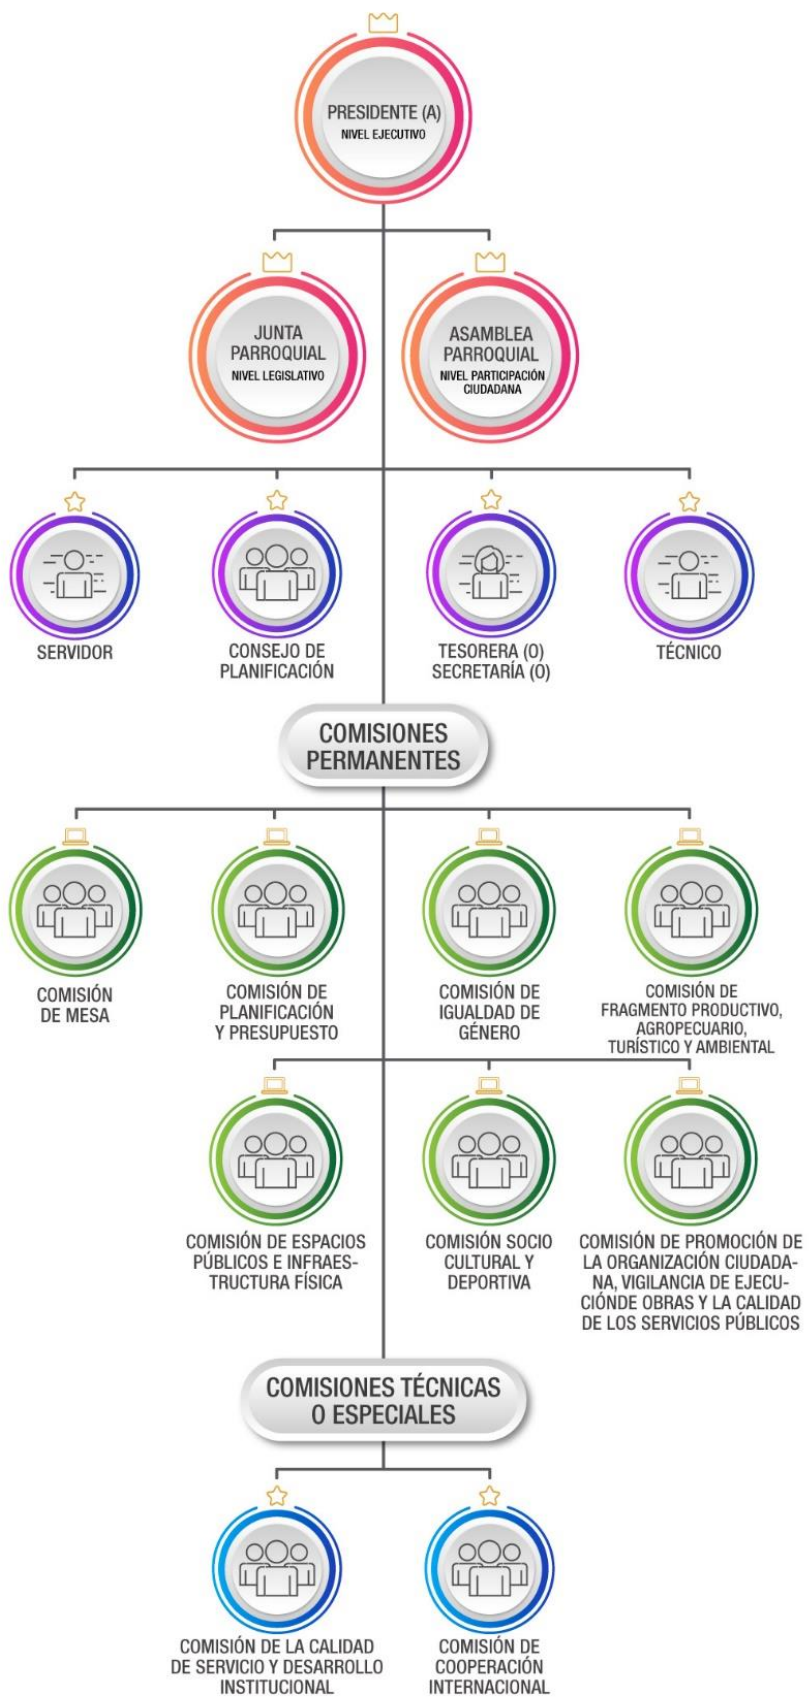 PRESIDENTE (A)
NIVEL EJECUTIVO
JUNTA
PARROQUIAL
NIVEL LEGISLATIVO
ASAMBLEA
PARROQUIAL
NIVEL PARTICIPACIÓN
CIUDADANA
SERVIDOR
CONSEJO DE
PLANIFICACIÓN
TESORERA (O)
SECRETARÍA (O)
TÉCNICO
COMISIONES
PERMANENTES
COMISIÓN
DE MESA
COMISIÓN DE
PLANIFICACIÓN
Y PRESUPUESTO
COMISIÓN DE
IGUALDAD DE
GÉNERO
COMISIÓN DE
FRAGMENTO PRODUCTIVO,
AGROPECUARIO,
TURÍSTICO Y AMBIENTAL
COMISIÓN DE ESPACIOS
PÚBLICOS E INFRAES-
TRUCTURA FÍSICA
COMISIÓN SOCIO
CULTURAL Y
DEPORTIVA
COMISIÓN DE PROMOCIÓN DE
LA ORGANIZACIÓN CIUDADA-
NA, VIGILANCIA DE EJECU-
CIÓNDE OBRAS Y LA CALIDAD
DE LOS SERVICIOS PÚBLICOS
COMISIONES TÉCNICAS
O ESPECIALES
COMISIÓN DE LA CALIDAD
DE SERVICIO Y DESARROLLO
INSTITUCIONAL
COMISIÓN DE
COOPERACIÓN
INTERNACIONAL